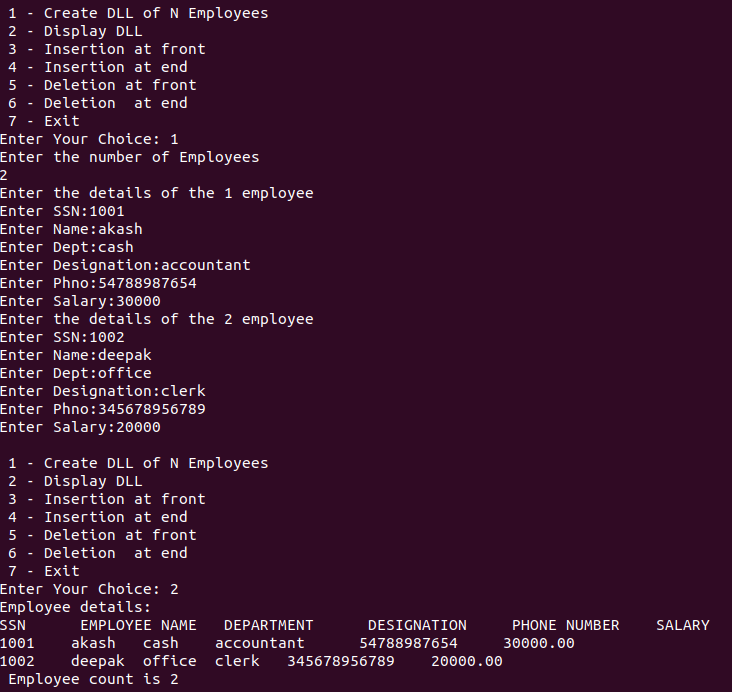 1 - Create DLL of N Employees
2 - Display DLL
3 - Insertion at front
4 - Insertion at end
5 - Deletion at front
6 - Deletion  at end
7 - Exit
Enter Your Choice: 1
Enter the number of Employees
2
Enter the details of the 1 employee
Enter SSN:1001
Enter Name:akash
Enter Dept:cash
Enter Designation:accountant
Enter Phno:54788987654
Enter Salary:30000
Enter the details of the 2 employee
Enter SSN:1002
Enter Name:deepak
Enter Dept:office
Enter Designation:clerk
Enter Phno:345678956789
Enter Salary:20000
1 - Create DLL of N Employees
2 - Display DLL
3 - Insertion at front
4 - Insertion at end
5 - Deletion at front
6 - Deletion  at end
7 - Exit
Enter Your Choice: 2
Employee details:
SSN      EMPLOYEE NAME   DEPARTMENT      DESIGNATION     PHONE NUMBER    SALARY
1001    akash   cash    accountant      54788987654     30000.00
1002    deepak  office  clerk   345678956789    20000.00
Employee count is 2